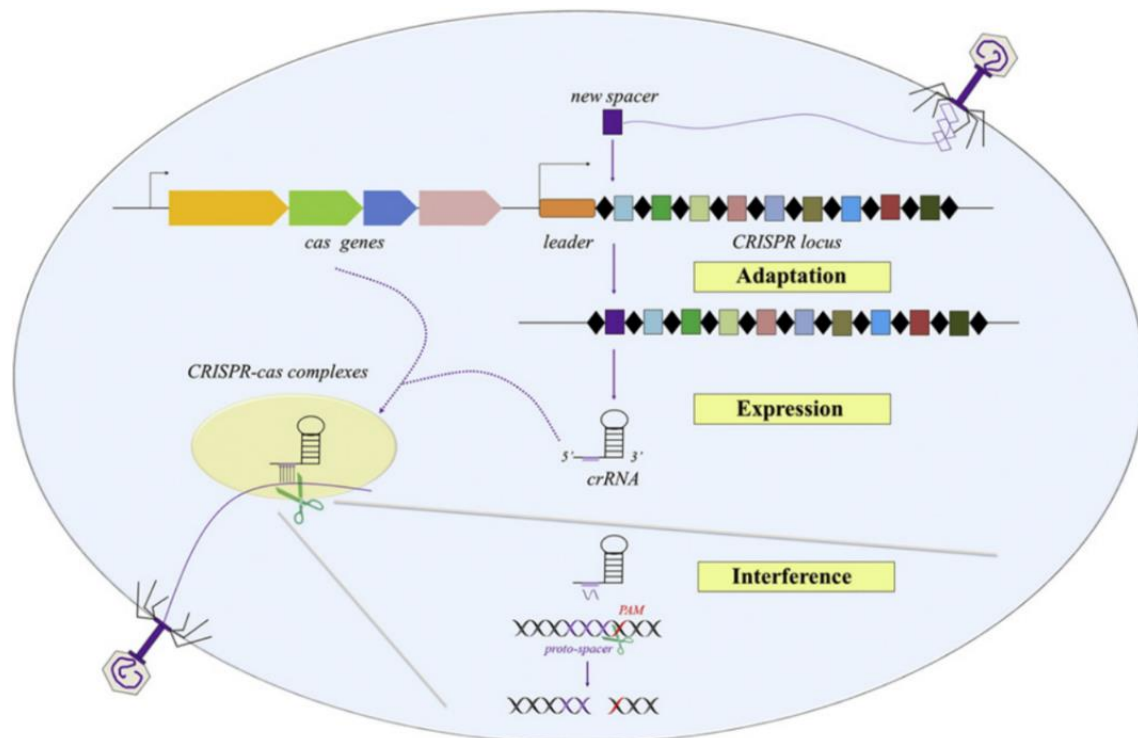 new spacer
cas genes
leader
CRISPR locus
Adaptation
CRISPR-cas complexes
Expression
5´
3´
crRNA
Interference
PAM
proto-spacer